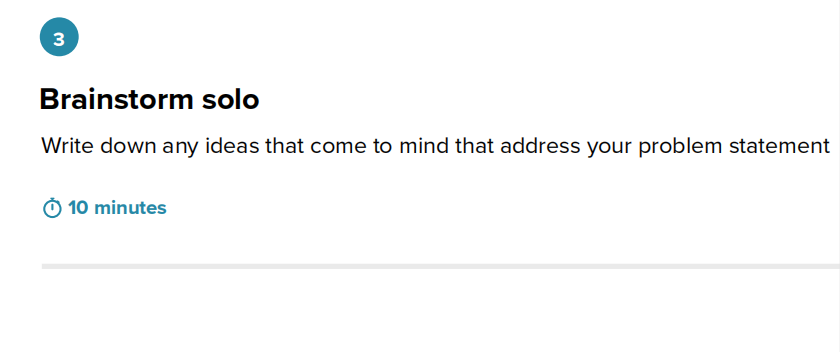 3
Brainstorm solo
Write down any ideas that come to mind that address your problem statement
10 minutes